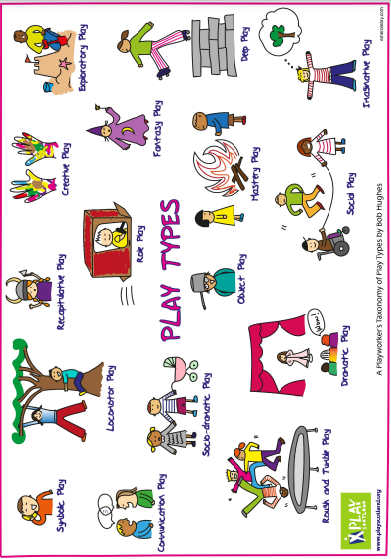 Symbolic Play
Locomotor Play
Recapitulative Play
Creative Play
Exploratory Play
Communication Play
Socio-dramatic Play
Role Play
Fantasy Play
Deep Play
PLAY TYPES
Object Play
Mastery Play
Rough and Tumble Play
Wow!
Dramatic Play
Social Play
Imaginative Play
PLAY
SCOTLAND
www.playscotland.org
A Playworker's Taxonomy of Play Types by Bob Hughes